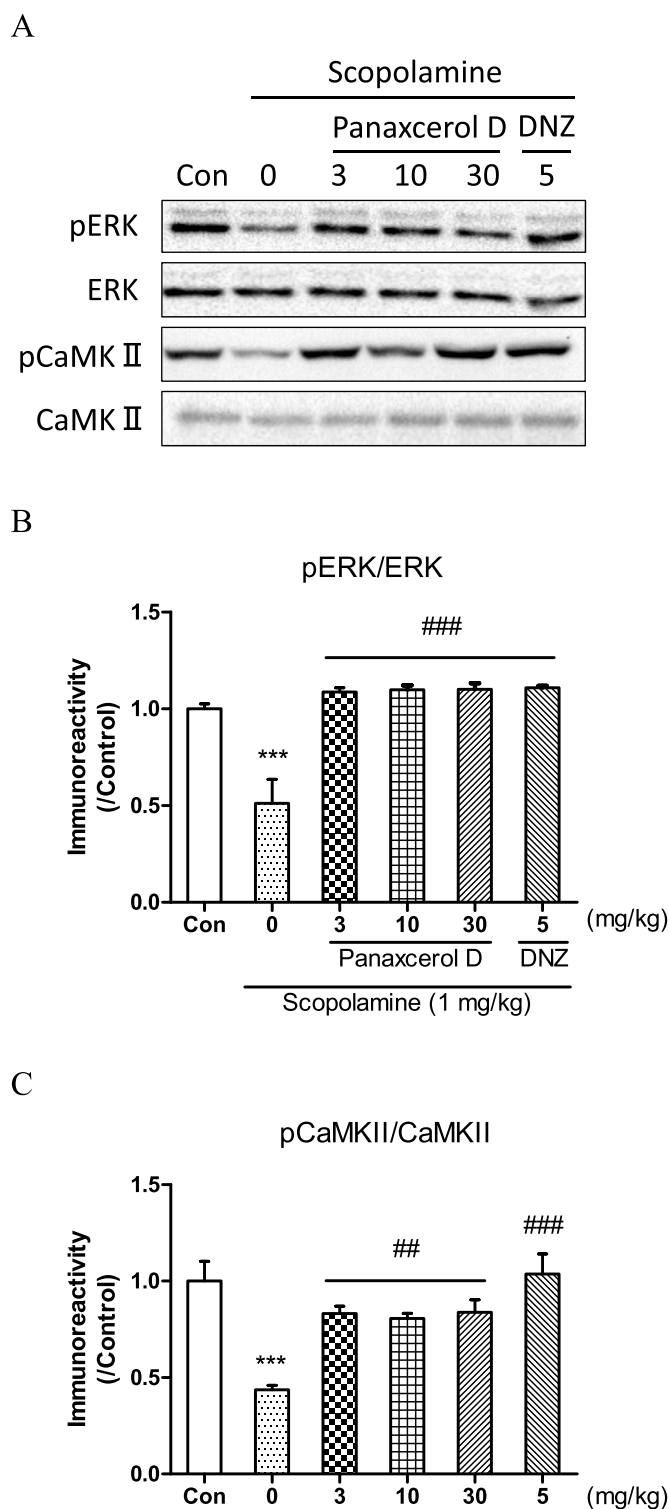 A
Scopolamine
Panaxcerol D DNZ
Con 0 3 10 30 5
pERK
ERK
pCaMK Ⅱ
CaMK Ⅱ
B
pERK/ERK
Immunoreactivity
(/Control)
1.5
1.0
0.5
0.0
***
###
Con 0 3 10 30 5 (mg/kg)
Panaxcerol D DNZ
Scopolamine (1 mg/kg)
C
pCaMKII/CaMKII
Immunoreactivity
(/Control)
1.5
1.0
0.5
0.0
***
##
###
Con 0 3 10 30 5 (mg/kg)